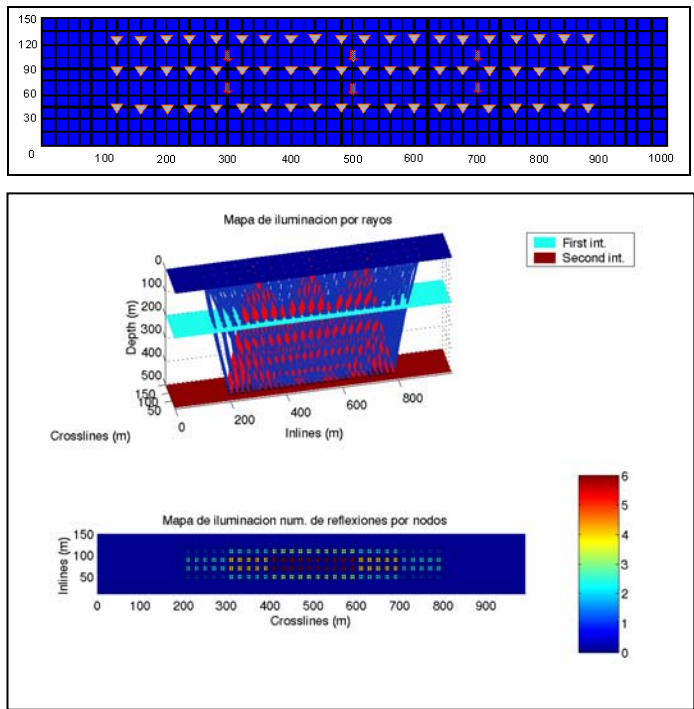 150
120
90
60
30
0
100 200 300 400 500 600 700 800 900 1000
Mapa de iluminacion por rayos
First int.
Second int.
0
100
200
300
400
500
Depth (m)
150
100
50
Crosslines (m)
0 200 400 600 800
Inlines (m)
Mapa de iluminacion num. de reflexiones por nodos
150
100
50
Inlines (m)
0 100 200 300 400 500 600 700 800 900
Crosslines (m)
6
5
4
3
2
1
0